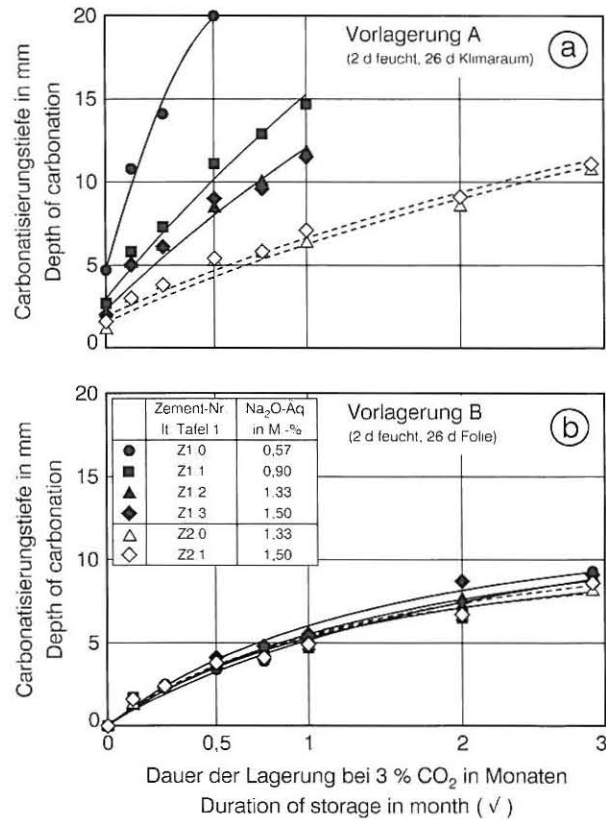 20
15
10
5
0
Carbonatisierungstiefe in mm
Depth of carbonation
Vorlagerung A
(2 d feucht, 26 d Klimaraum)
a
20
15
10
5
0
Carbonatisierungstiefe in mm
Depth of carbonation
Zement-Nr. Na₂O-Äq
lt. Tafel 1 in M.-%
Z1.0 0,57
Z1.1 0,90
Z1.2 1.33
Z1.3 1.50
Z2.0 1,33
Z2.1 1,50
Vorlagerung B
(2 d feucht, 26 d Folie)
b
0 0,5 1 2 3
Dauer der Lagerung bei 3 % CO₂ in Monaten
Duration of storage in month (√)